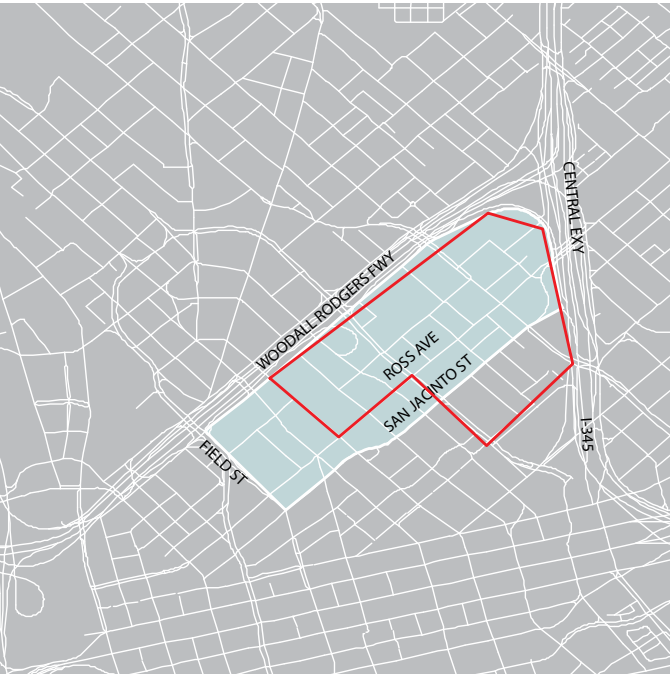 CENTRAL EXY
WOODALL RODGERS FWY
ROSS AVE
SAN JACINTO ST
I-345
FIELD ST